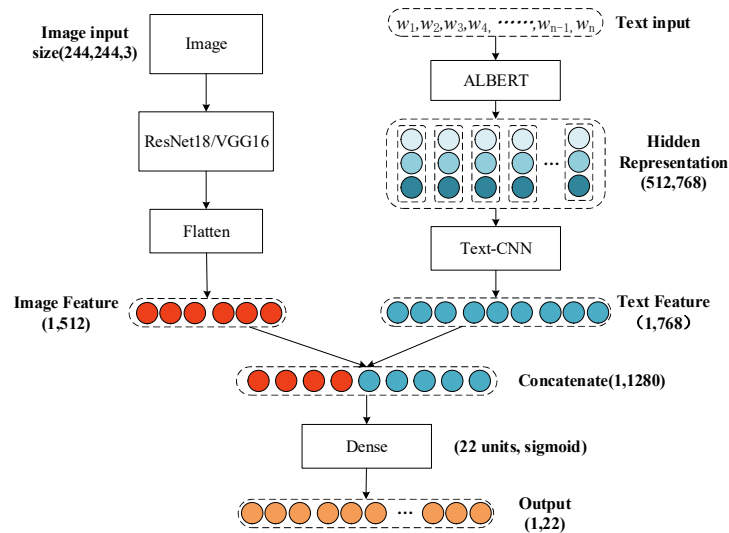 Image input
size(244,244,3)
Image
w1,w2,w3,w4, ······,wn−1, wn
Text input
ALBERT
ResNet18/VGG16
Hidden
Representation
(512,768)
···
Flatten
Text-CNN
Image Feature
(1,512)
Text Feature
（1,768）
Concatenate(1,1280)
Dense
(22 units, sigmoid)
···
Output
(1,22)